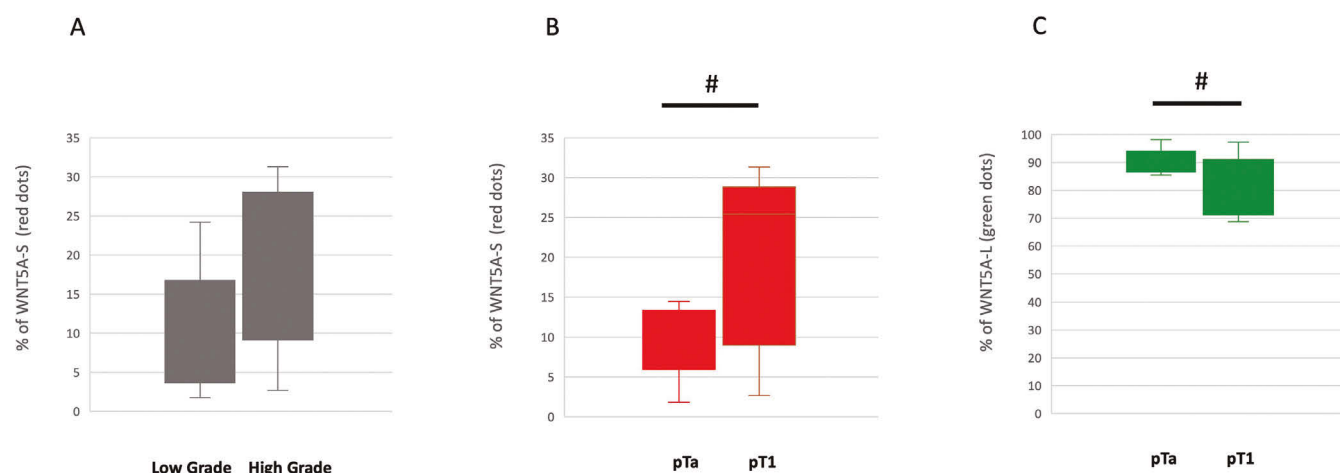 A
B
C
#
#
% of WNT5A-S (red dots)
35
30
25
20
15
10
5
0
Low Grade
High Grade
% of WNT5A-S (red dots)
35
30
25
20
15
10
5
0
pTa
pT1
% of WNT5A-L (green dots)
100
90
80
70
60
50
40
30
20
10
0
pTa
pT1